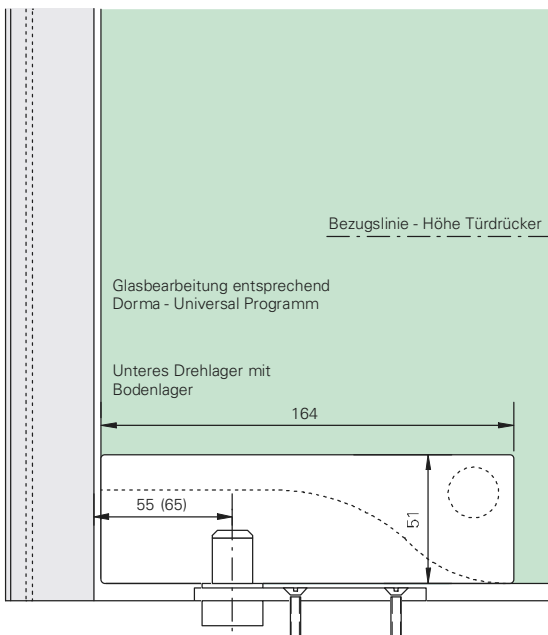 Bezugslinie - Höhe Türdrücker
Glasbearbeitung entsprechend
Dorma - Universal Programm
Unteres Drehlager mit
Bodenlager
164
55 (65)
51